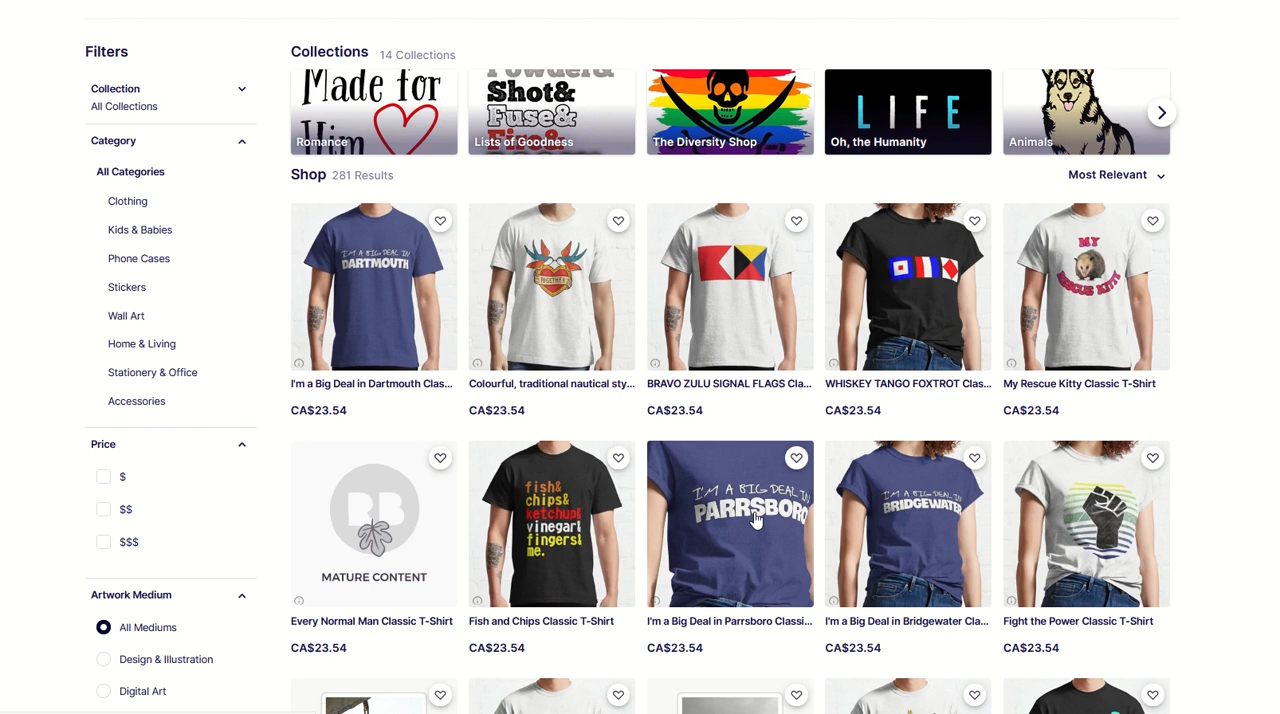 Filters
Collection
All Collections
Category
All Categories
Clothing
Kids & Babies
Phone Cases
Stickers
Wall Art
Home & Living
Stationery & Office
Accessories
Price
$
$$
$$$
Artwork Medium
All Mediums
Design & Illustration
Digital Art
Collections 14 Collections
Made for
Him
Romance
Powder&
Shot&
Fuse&
Fire&
Lists of Goodness
The Diversity Shop
LIFE
Oh, the Humanity
Animals
Shop 281 Results
Most Relevant
I'M A BIG DEAL IN
DARTMOUTH
TOGETHER
MY
RESCUE KITTY
I'm a Big Deal in Dartmouth Clas...
Colourful, traditional nautical sty...
BRAVO ZULU SIGNAL FLAGS Cla...
WHISKEY TANGO FOXTROT Clas...
My Rescue Kitty Classic T-Shirt
CA$23.54
CA$23.54
CA$23.54
CA$23.54
CA$23.54
RB
MATURE CONTENT
fish&
chips&
ketchup&
vinegar&
fingers&
me.
I'M A BIG DEAL IN
PARRSBORO
I'M A BIG DEAL IN
BRIDGEWATER
Every Normal Man Classic T-Shirt
Fish and Chips Classic T-Shirt
I'm a Big Deal in Parrsboro Classi...
I'm a Big Deal in Bridgewater Cla...
Fight the Power Classic T-Shirt
CA$23.54
CA$23.54
CA$23.54
CA$23.54
CA$23.54